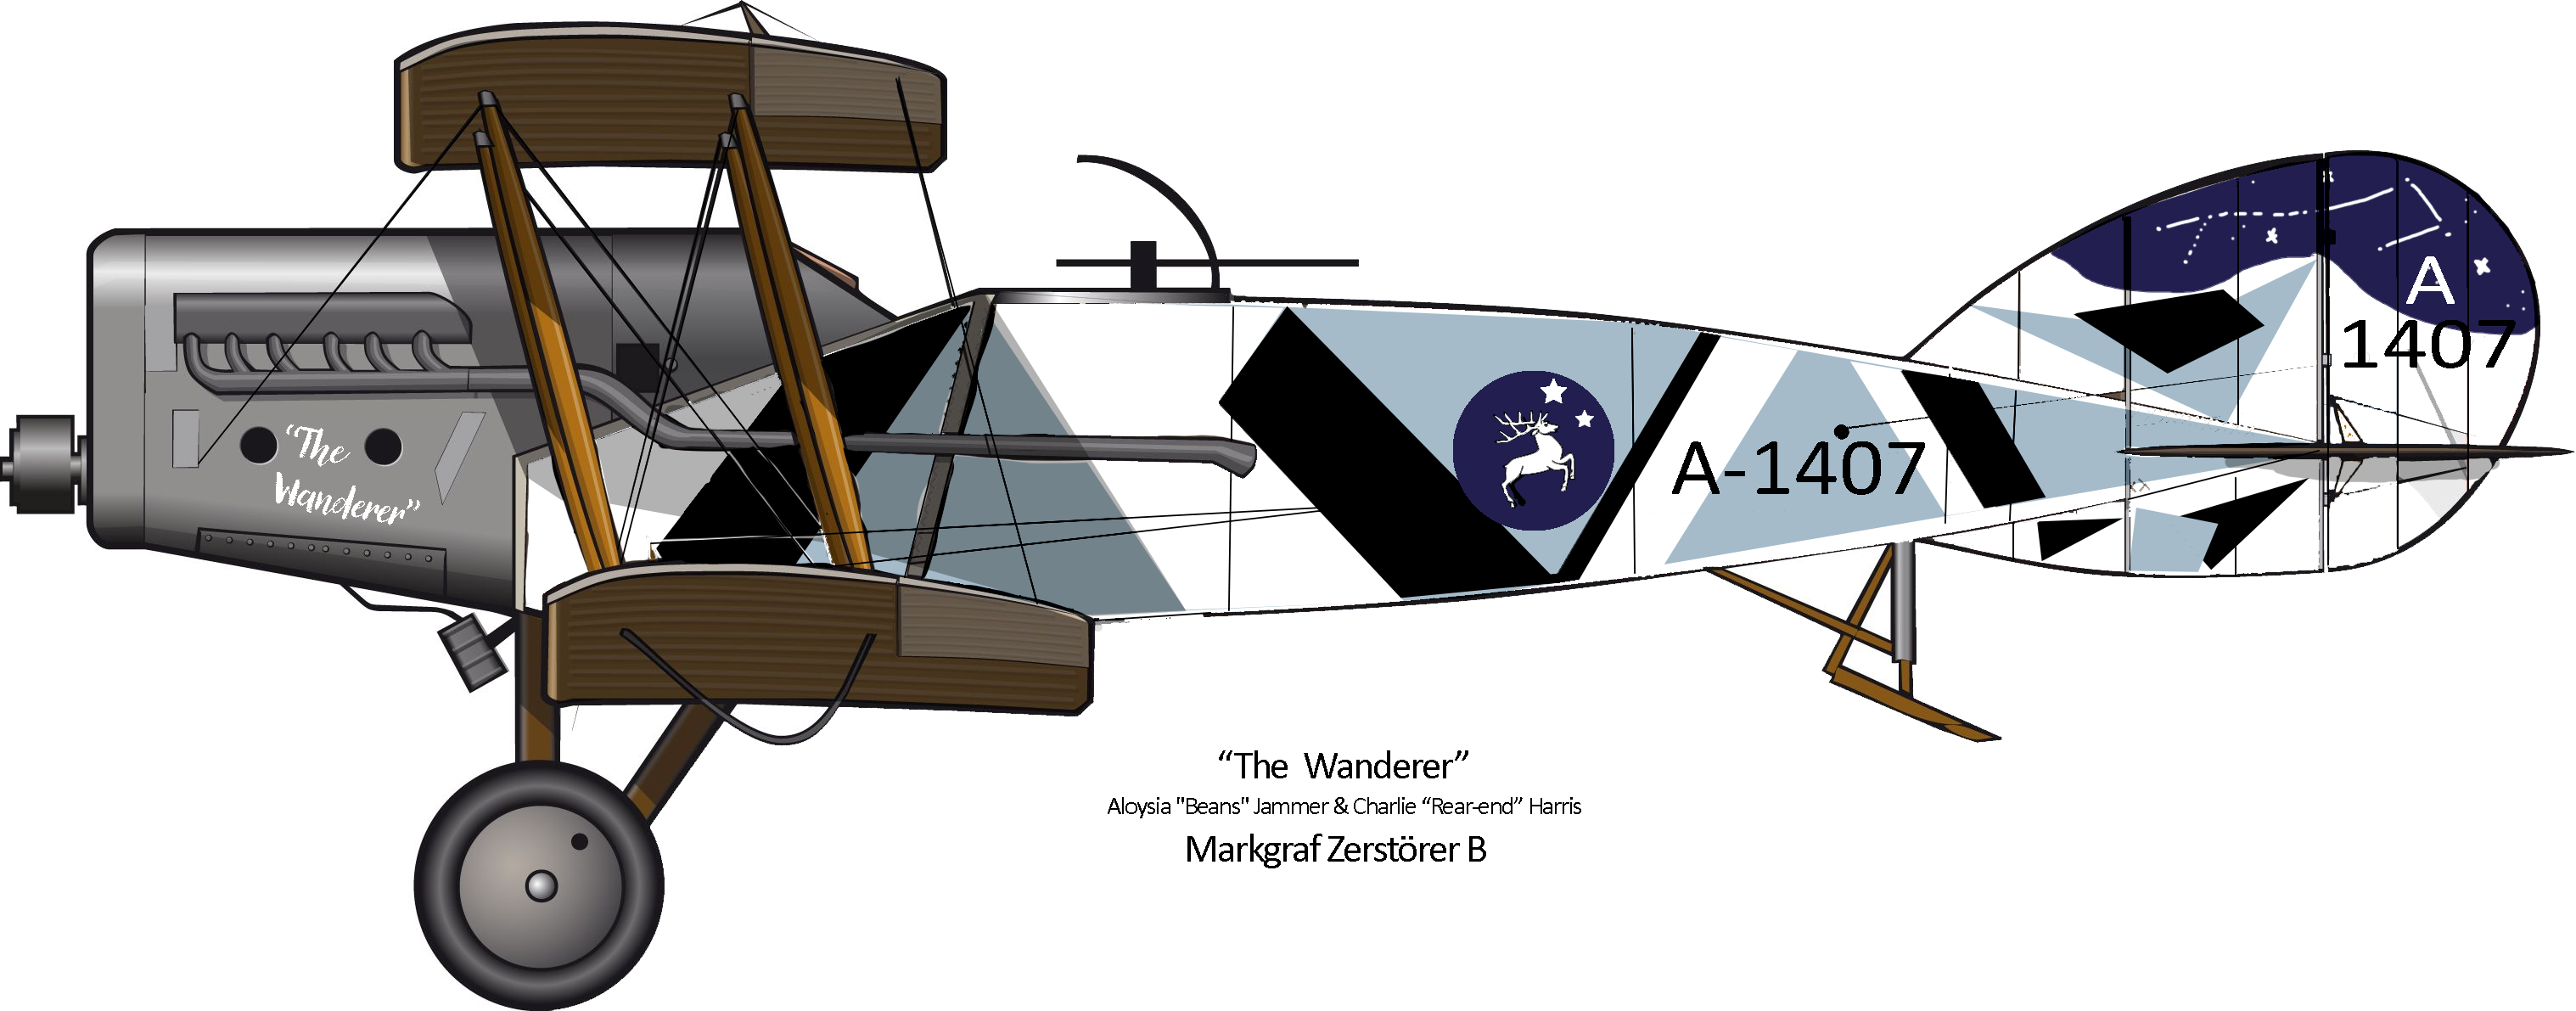 “The
Wanderer”
A-1407
A
1407
“The Wanderer”
Aloysia "Beans" Jammer & Charlie “Rear-end” Harris
Markgraf Zerstörer B